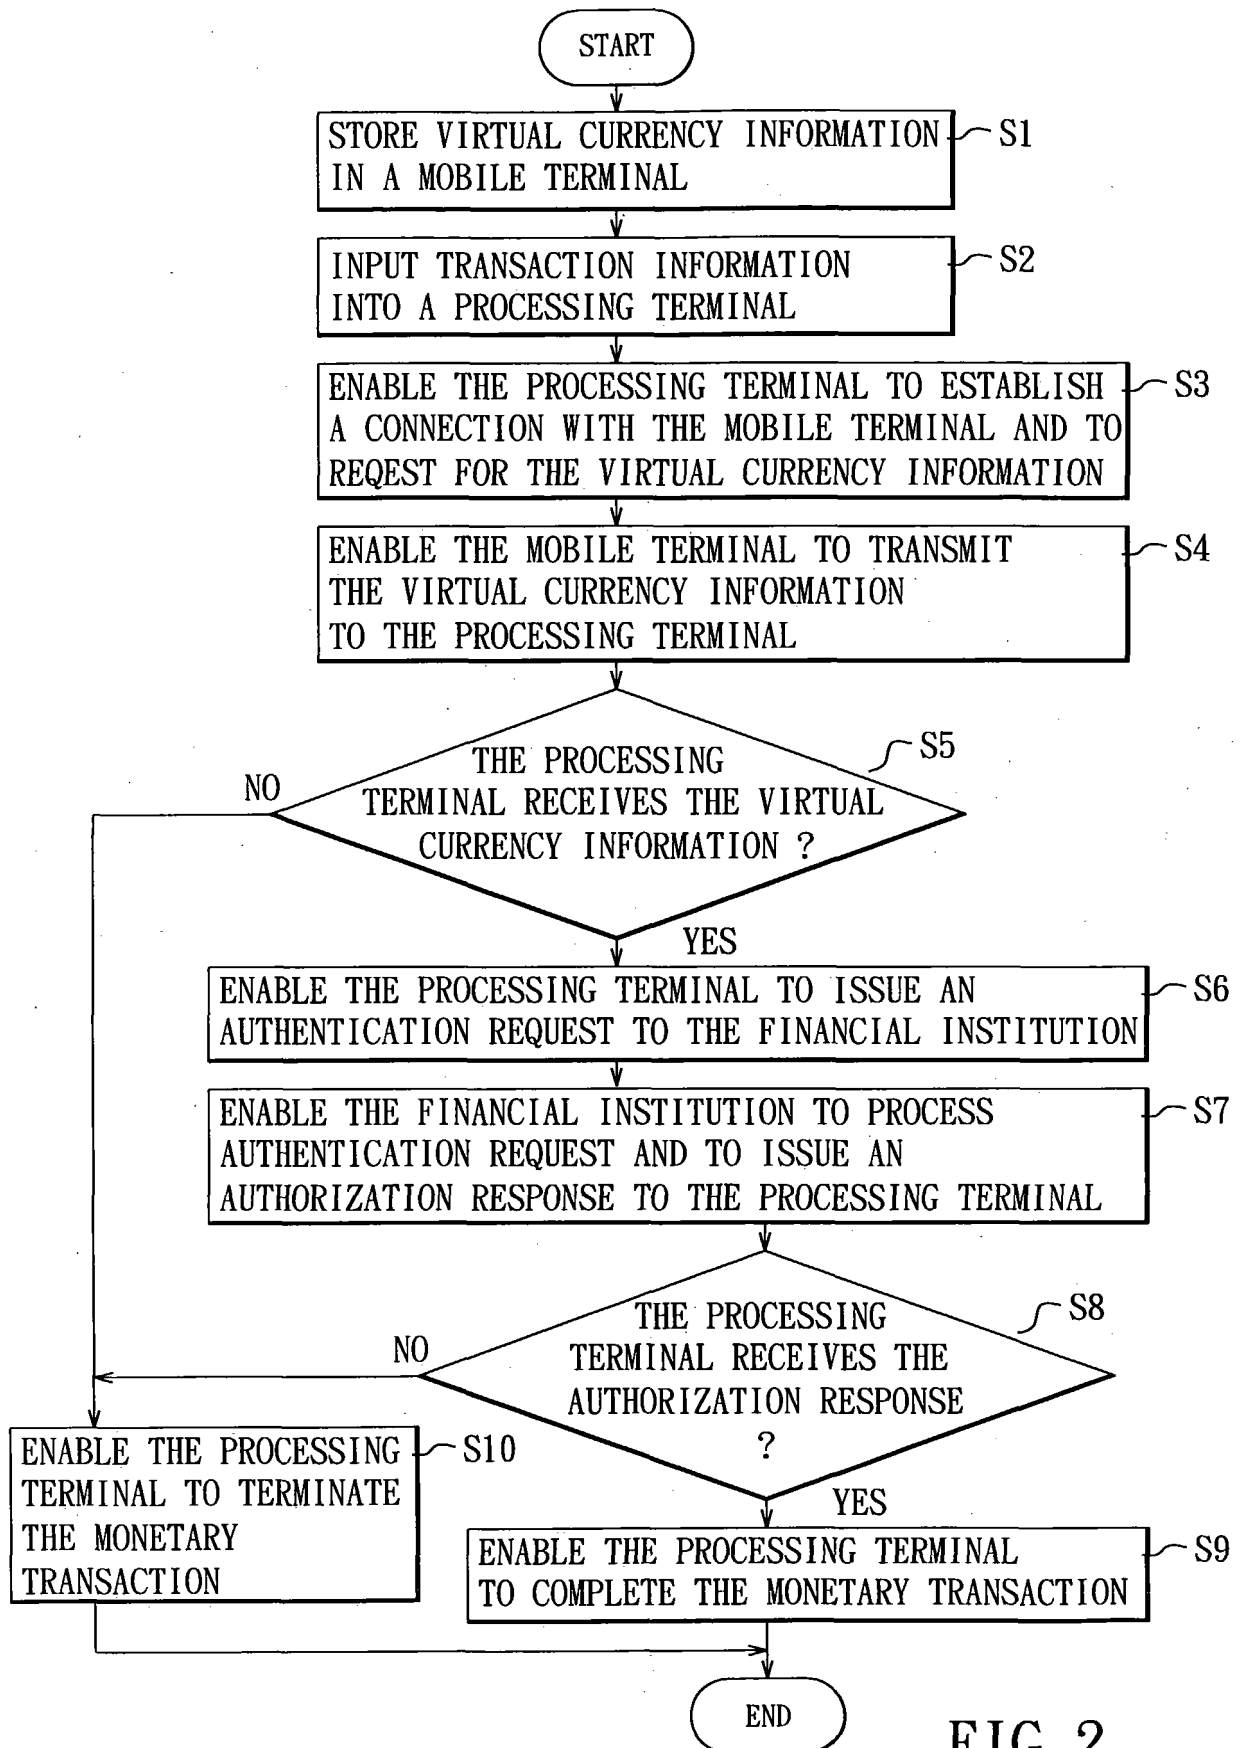 START
STORE VIRTUAL CURRENCY INFORMATION
IN A MOBILE TERMINAL
S1
INPUT TRANSACTION INFORMATION
INTO A PROCESSING TERMINAL
S2
ENABLE THE PROCESSING TERMINAL TO ESTABLISH
A CONNECTION WITH THE MOBILE TERMINAL AND TO
REQEST FOR THE VIRTUAL CURRENCY INFORMATION
S3
ENABLE THE MOBILE TERMINAL TO TRANSMIT
THE VIRTUAL CURRENCY INFORMATION
TO THE PROCESSING TERMINAL
S4
THE PROCESSING
TERMINAL RECEIVES THE VIRTUAL
CURRENCY INFORMATION ?
S5
NO
YES
ENABLE THE PROCESSING TERMINAL TO ISSUE AN
AUTHENTICATION REQUEST TO THE FINANCIAL INSTITUTION
S6
ENABLE THE FINANCIAL INSTITUTION TO PROCESS
AUTHENTICATION REQUEST AND TO ISSUE AN
AUTHORIZATION RESPONSE TO THE PROCESSING TERMINAL
S7
THE PROCESSING
TERMINAL RECEIVES THE
AUTHORIZATION RESPONSE
?
S8
NO
YES
ENABLE THE PROCESSING
TERMINAL TO TERMINATE
THE MONETARY
TRANSACTION
S10
ENABLE THE PROCESSING TERMINAL
TO COMPLETE THE MONETARY TRANSACTION
S9
END
FIG. 2